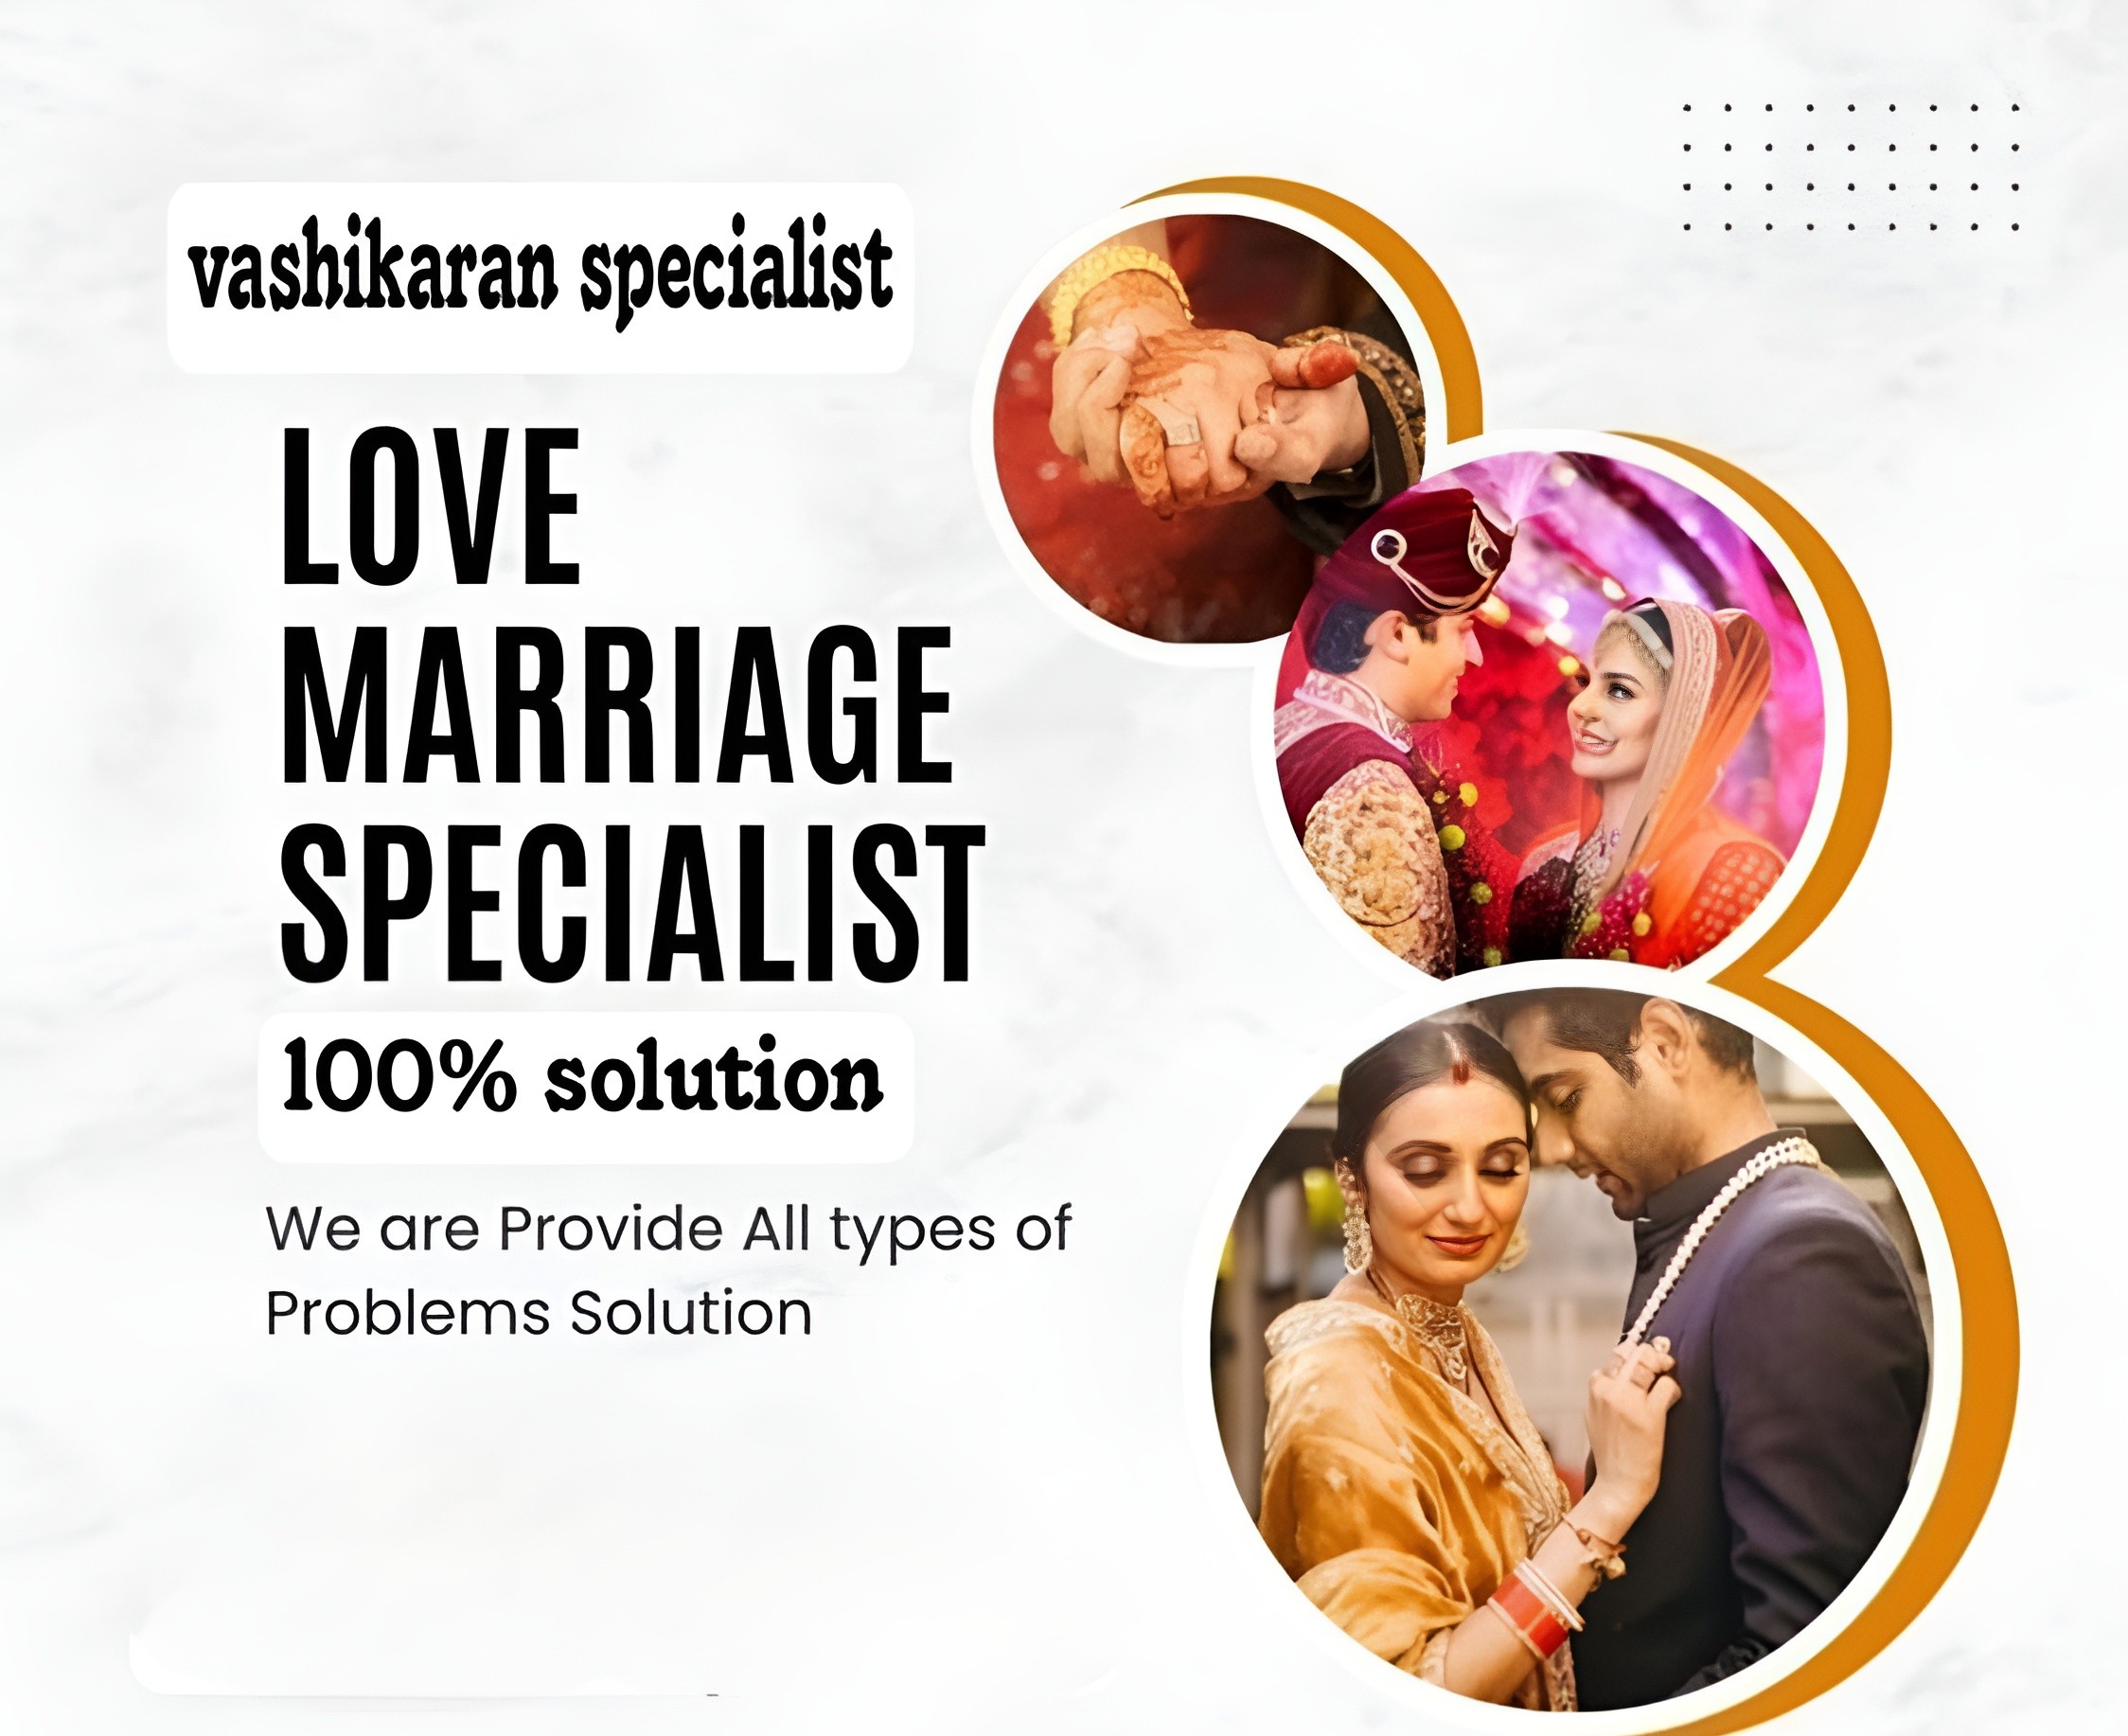 vashikaran specialist
LOVE
MARRIAGE
SPECIALIST
100% solution
We are Provide All types of
Problems Solution